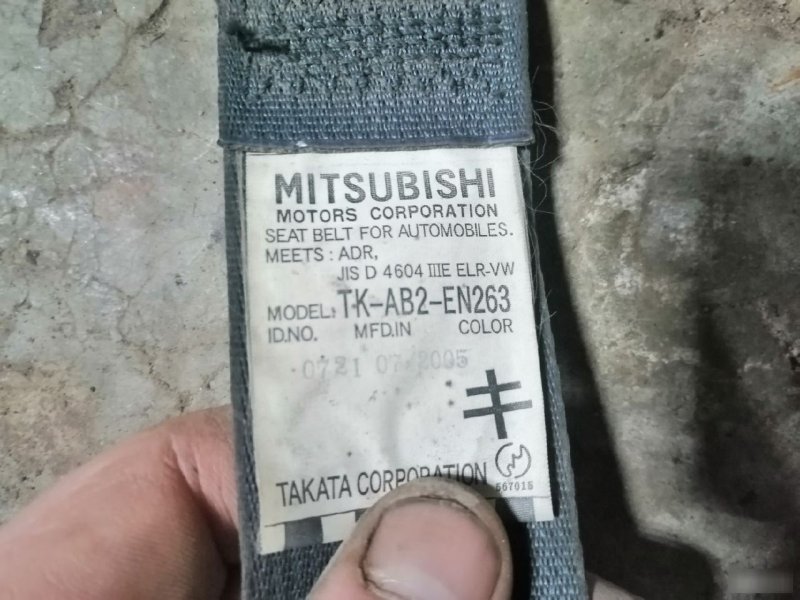 MITSUBISHI
MOTORS CORPORATION
SEAT BELT FOR AUTOMOBILES.
MEETS : ADR,
JIS D 4604 IIIE ELR-VW
MODEL: TK-AB2-EN263
ID.NO. MFD.IN COLOR
07 2005
TAKATA CORPORATION